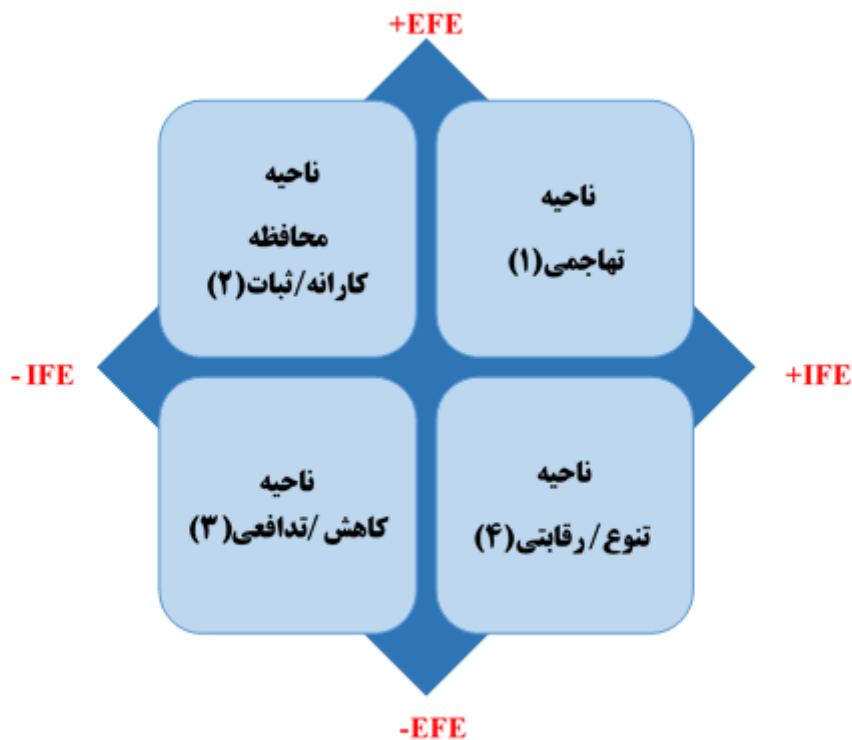 +EFE
ناحیه
تهاجمی(۱)
ناحیه
محافظه
کارانه/ثبات(۲)
+IFE
- IFE
ناحیه
تنوع/رقابتی(۴)
ناحیه
کاهش/تدافعی(۳)
-EFE